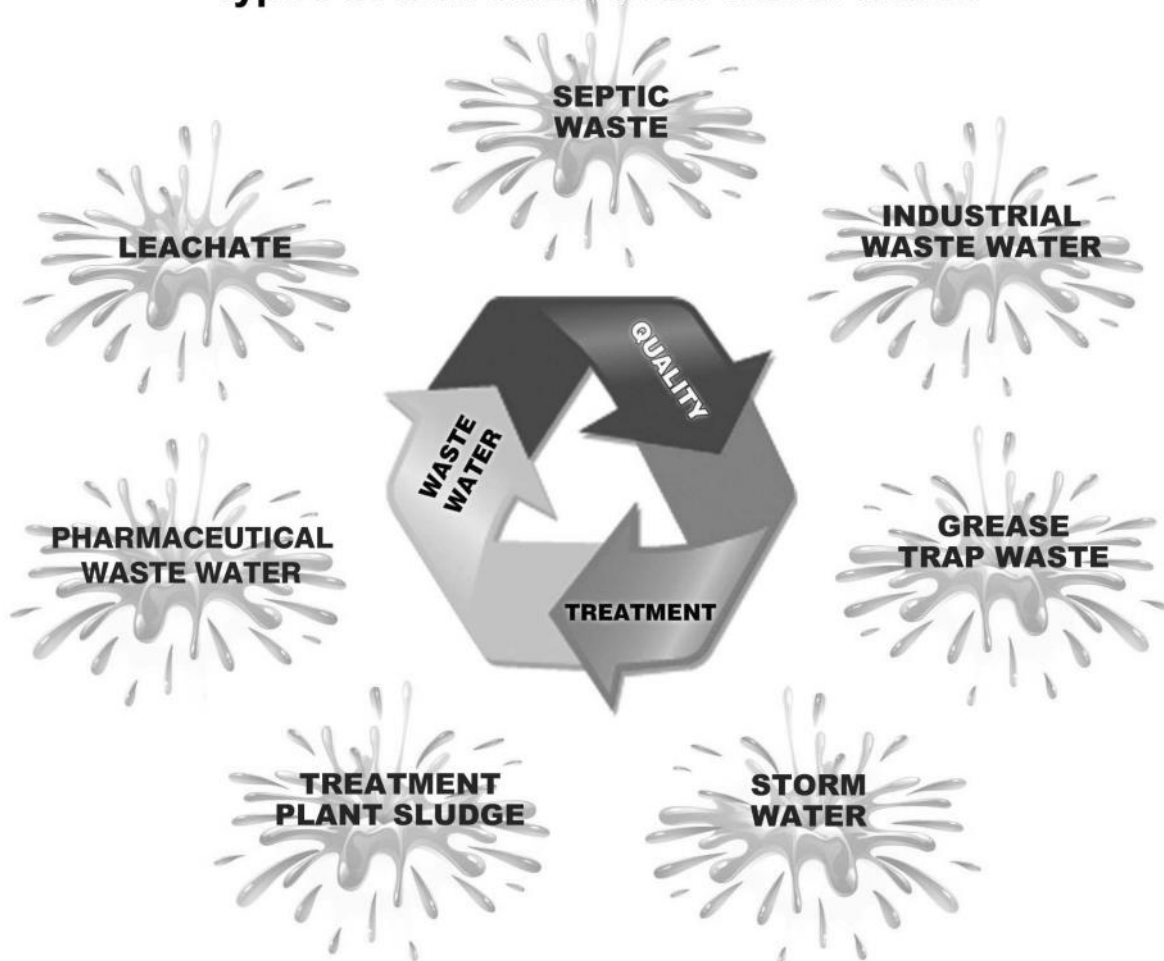 SEPTIC
WASTE
LEACHATE
INDUSTRIAL
WASTE WATER
QUALITY
WASTE
WATER
TREATMENT
PHARMACEUTICAL
WASTE WATER
GREASE
TRAP WASTE
TREATMENT
PLANT SLUDGE
STORM
WATER